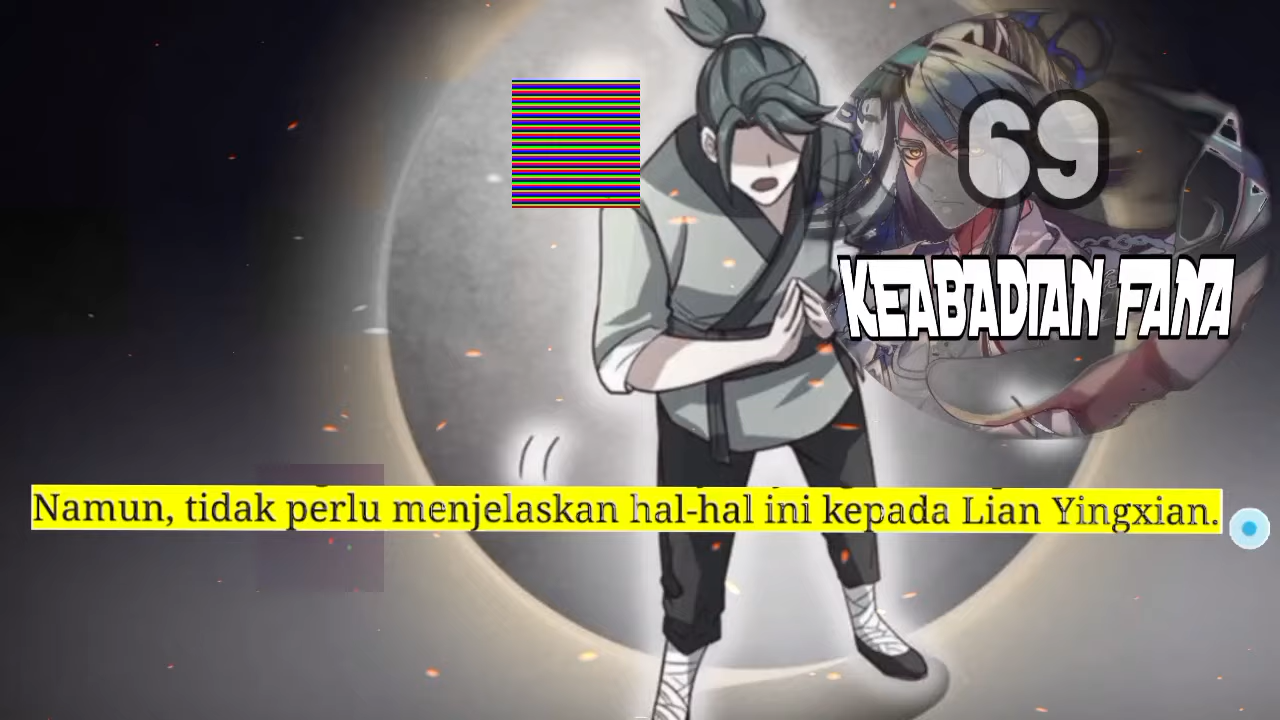 69
KEABADIAN FANA
Namun, tidak perlu menjelaskan hal-hal ini kepada Lian Yingxian.